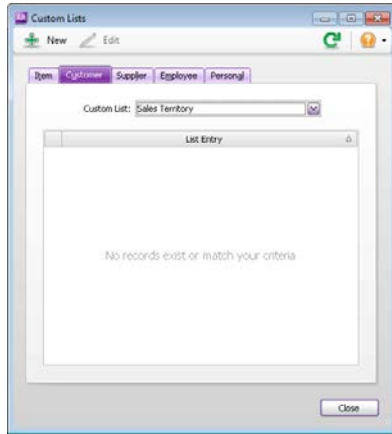 Custom Lists
New Edit
Item Customer Supplier Employee Personal
Custom List: Sales Territory
List Entry
No records exist or match your criteria
Close